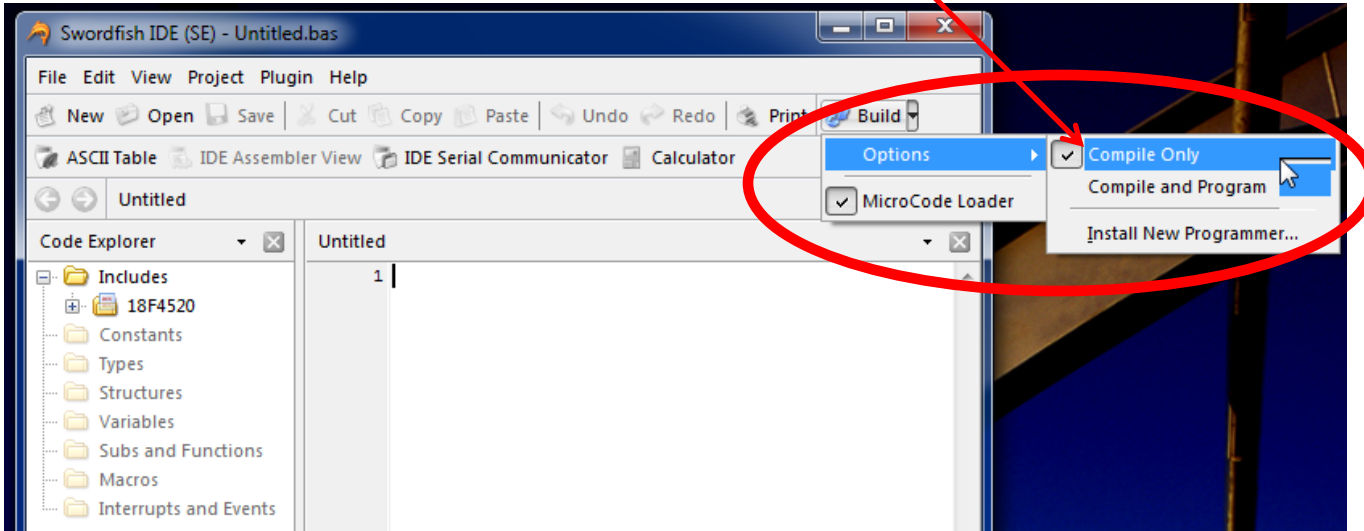 Swordfish IDE (SE) - Untitled.bas
File Edit View Project Plugin Help
New Open Save Cut Copy Paste Undo Redo Print Build
ASCII Table IDE Assembler View IDE Serial Communicator Calculator
Options
Compile Only
Compile and Program
MicroCode Loader
Install New Programmer...
Untitled
Code Explorer
Untitled
Includes
1
18F4520
Constants
Types
Structures
Variables
Subs and Functions
Macros
Interrupts and Events